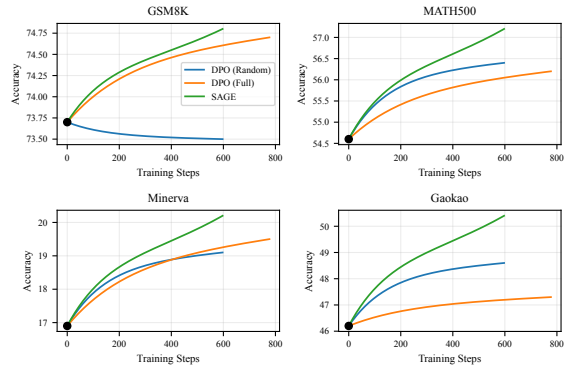 GSM8K
74.75
74.50
74.25
74.00
73.75
73.50
Accuracy
0
200
400
600
800
Training Steps
DPO (Random)
DPO (Full)
SAGE
MATH500
57.0
56.5
56.0
55.5
55.0
54.5
Accuracy
0
200
400
600
800
Training Steps
Minerva
20
19
18
17
Accuracy
0
200
400
600
800
Training Steps
Gaokao
50
49
48
47
46
Accuracy
0
200
400
600
800
Training Steps